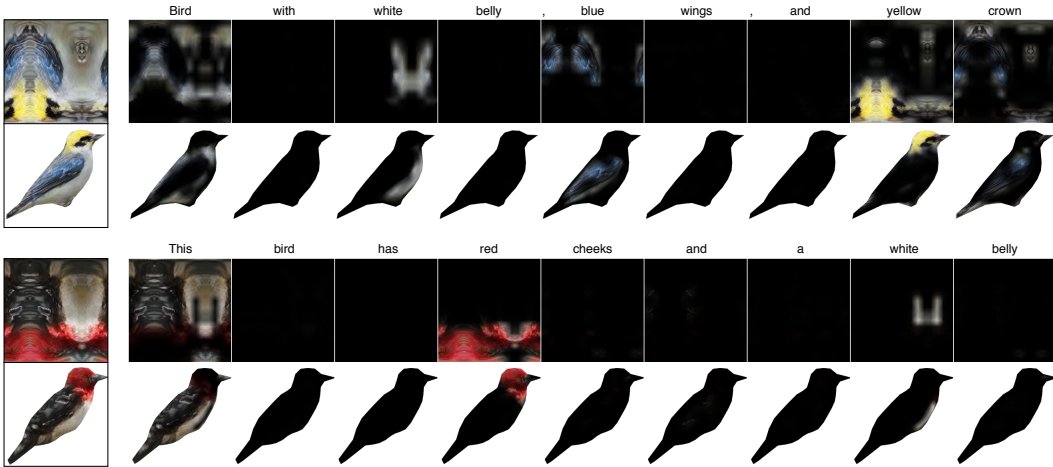 Bird with white belly , blue wings , and yellow crown
This bird has red cheeks and a white belly